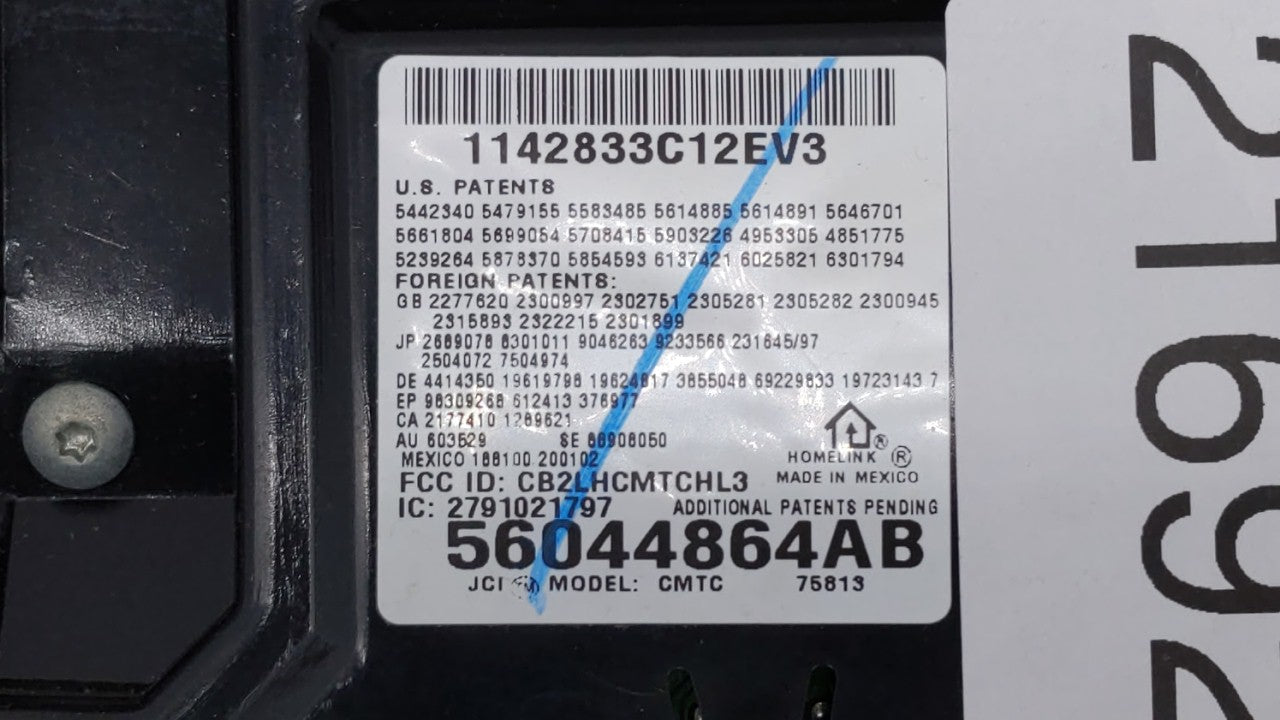 1142833C12EV3
U.S. PATENTS
5442340 5479155 5583485 5614885 5614891 5646701
5661804 5699054 5708415 5903226 4953305 4851775
5239264 5878370 5854593 6137421 6025821 6301794
FOREIGN PATENTS:
GB 2277620 2300997 2302751 2305281 2305282 2300945
2315893 2322215 2301899
JP 2669076 6301011 9046263 9233566 231645/97
2504072 7504974
DE 4414350 19619796 19624817 3855048 69229833 19723143 7
EP 96309268 612413 376977
CA 2177410 1269621
AU 603529 SE 86906050
MEXICO 188100 200102
HOMELINK ®
FCC ID: CB2LHCMTCHL3 MADE IN MEXICO
IC: 2791021797 ADDITIONAL PATENTS PENDING
56044864AB
JCI MODEL: CMTC 75813
21692